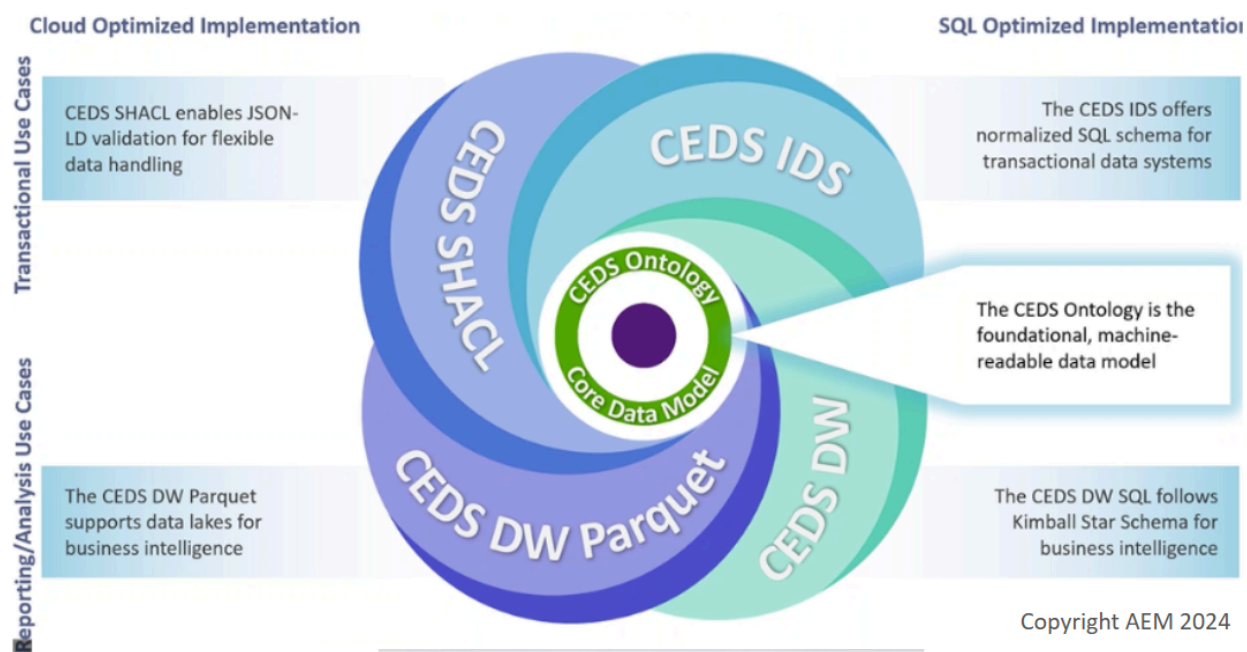 Cloud Optimized Implementation
SQL Optimized Implementation
Transactional Use Cases
CEDS SHACL enables JSON-
LD validation for flexible
data handling
CEDS SHACL
CEDS IDS
The CEDS IDS offers
normalized SQL schema for
transactional data systems
CEDS Ontology
Core Data Model
The CEDS Ontology is the
foundational, machine-
readable data model
Reporting/Analysis Use Cases
The CEDS DW Parquet
supports data lakes for
business intelligence
CEDS DW Parquet
CEDS DW
The CEDS DW SQL follows
Kimball Star Schema for
business intelligence
Copyright AEM 2024